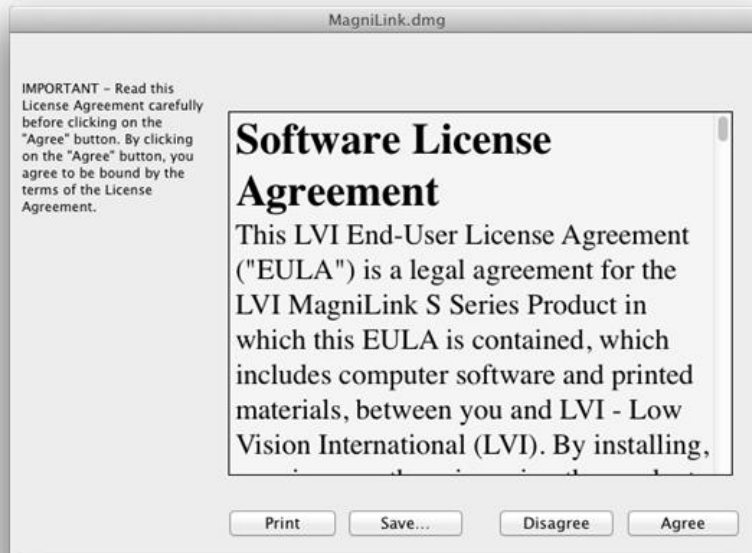 MagniLink.dmg
IMPORTANT – Read this
License Agreement carefully
before clicking on the
"Agree" button. By clicking
on the "Agree" button, you
agree to be bound by the
terms of the License
Agreement.
Software License
Agreement
This LVI End-User License Agreement
("EULA") is a legal agreement for the
LVI MagniLink S Series Product in
which this EULA is contained, which
includes computer software and printed
materials, between you and LVI - Low
Vision International (LVI). By installing,
Print Save... Disagree Agree